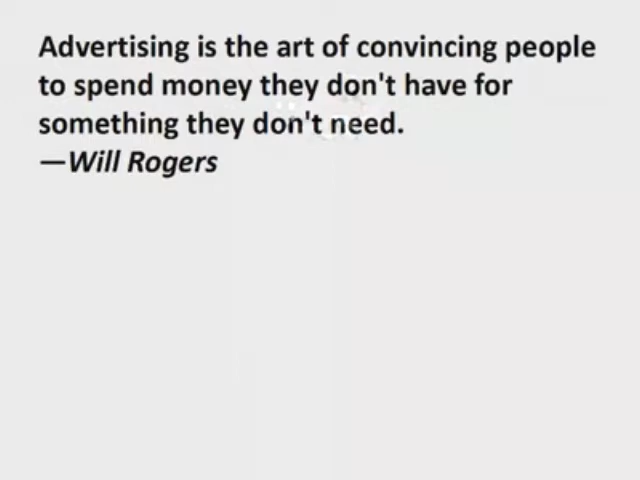 Advertising is the art of convincing people
to spend money they don't have for
something they don't need.
—Will Rogers